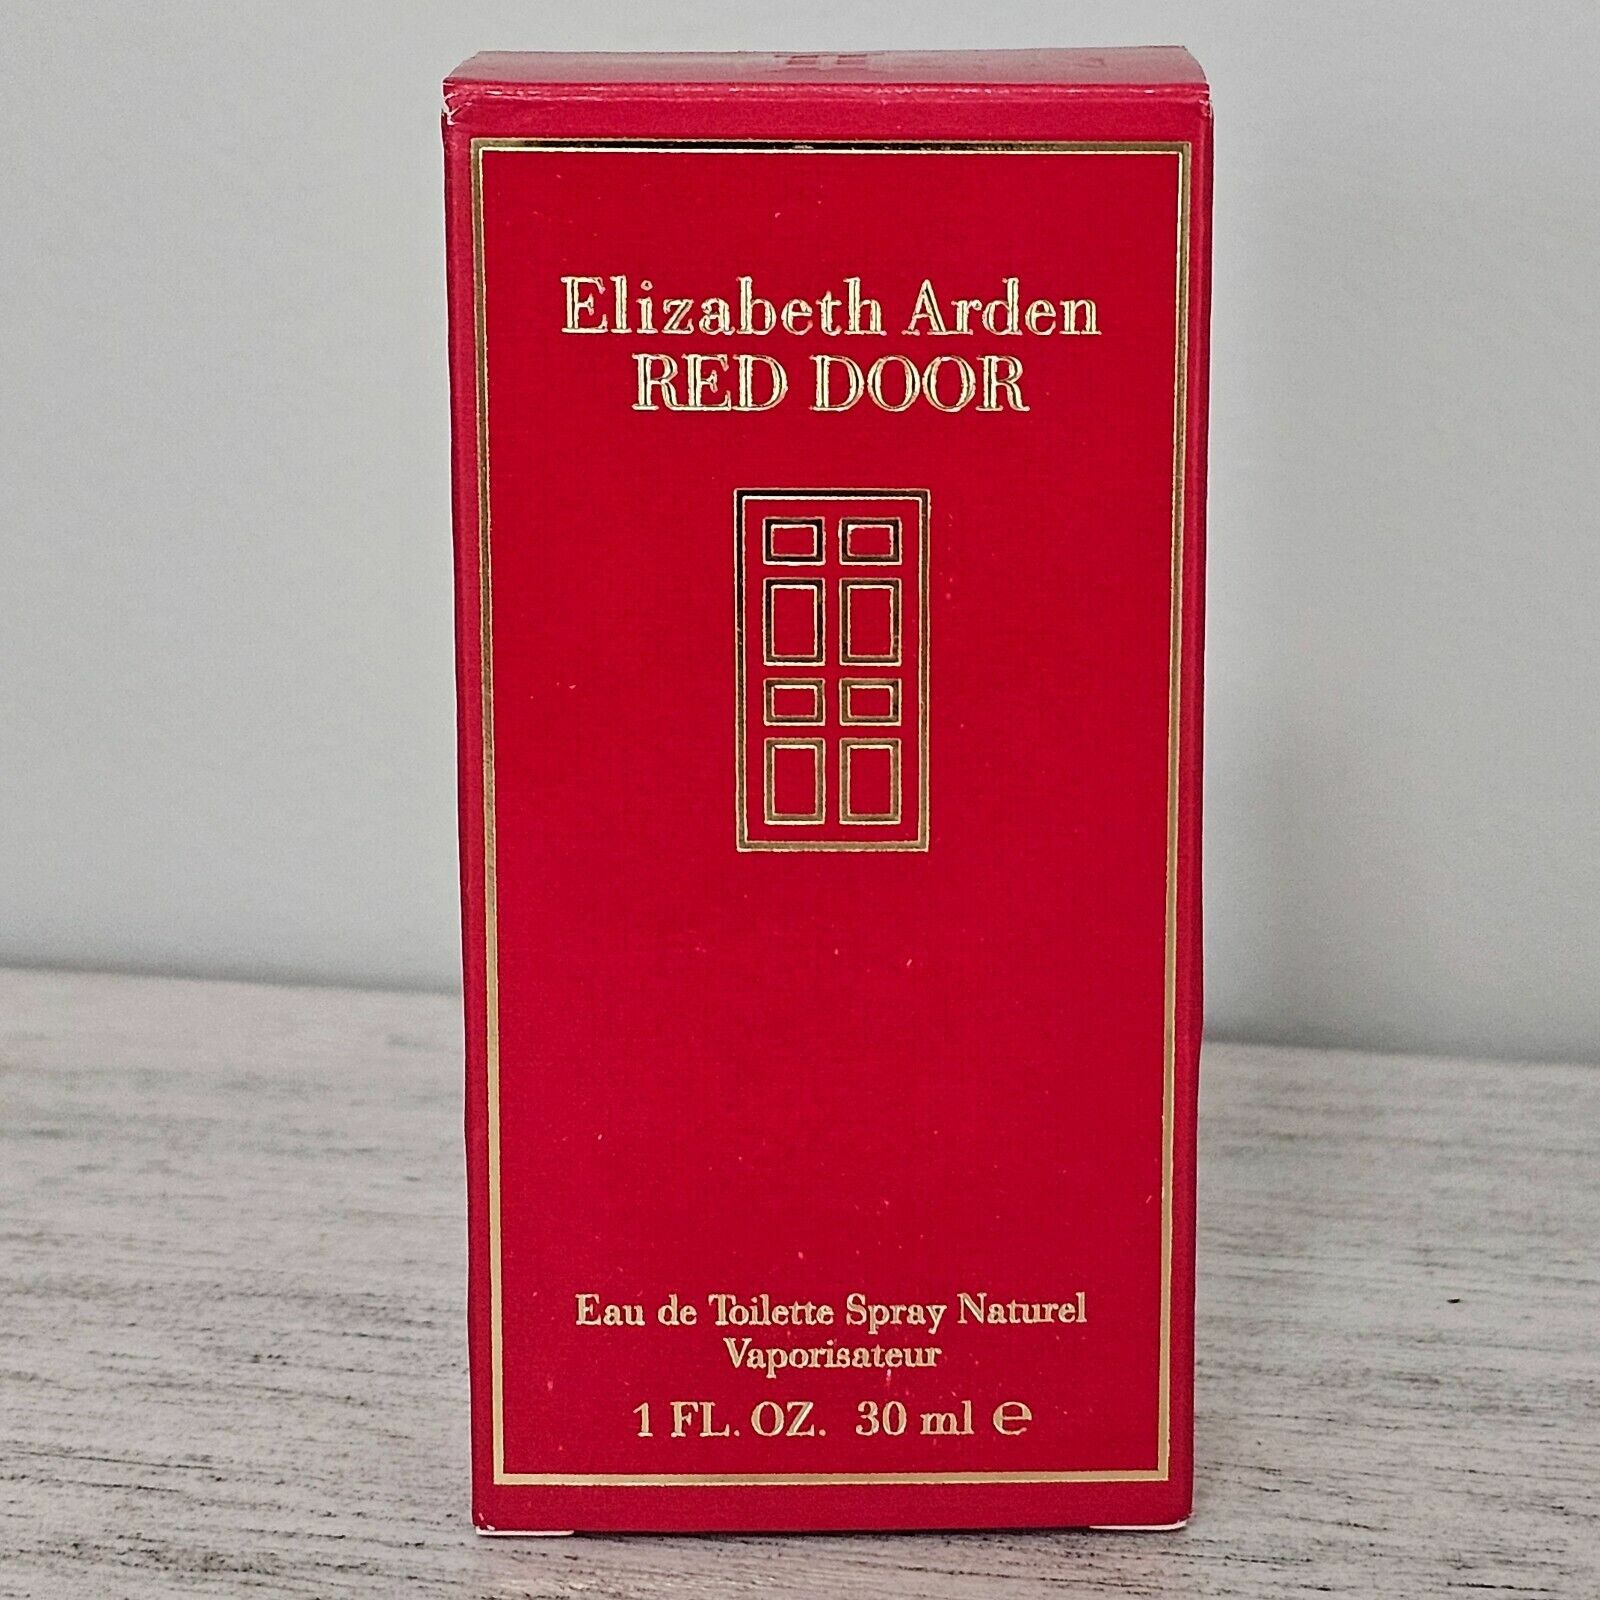 Elizabeth Arden
RED DOOR
Eau de Toilette Spray Naturel
Vaporisateur
1 FL. OZ. 30 ml ℮